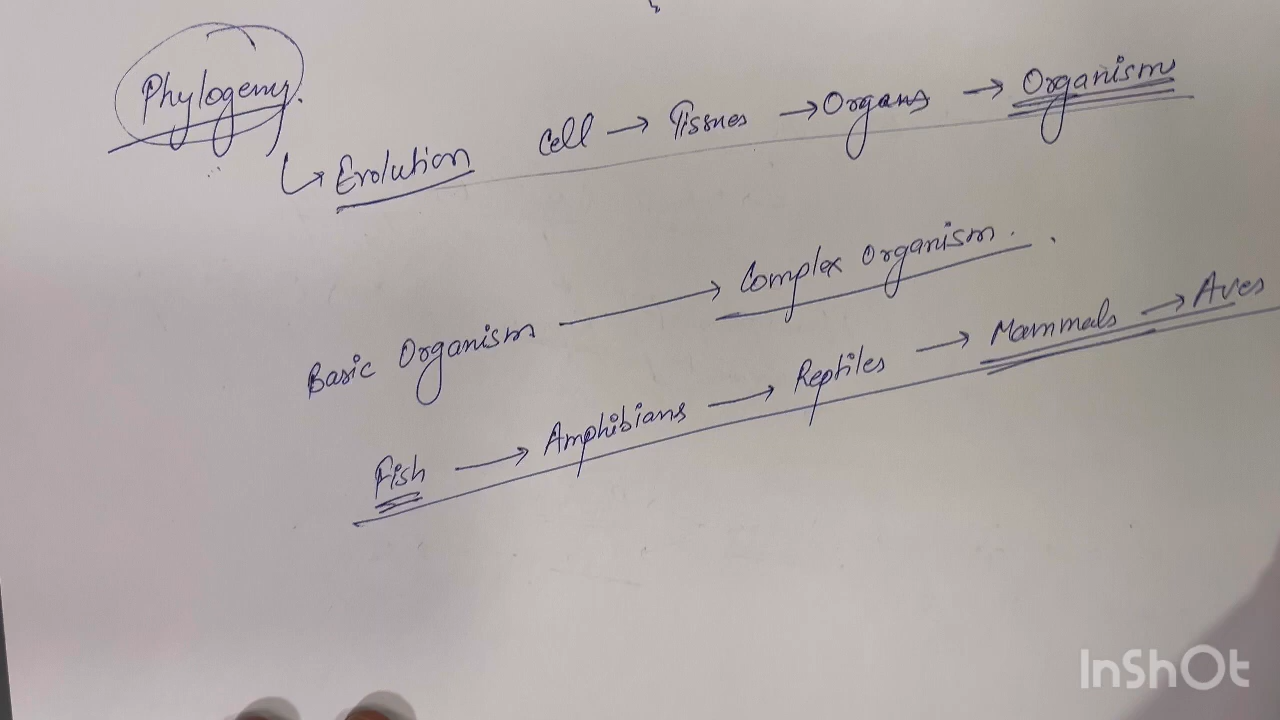 Phylogeny.
↳ Evolution
Cell → Tissues → Organs → Organism
Basic Organism → Complex Organism.
Fish → Amphibians → Reptiles → Mammals → Aves
InShOt